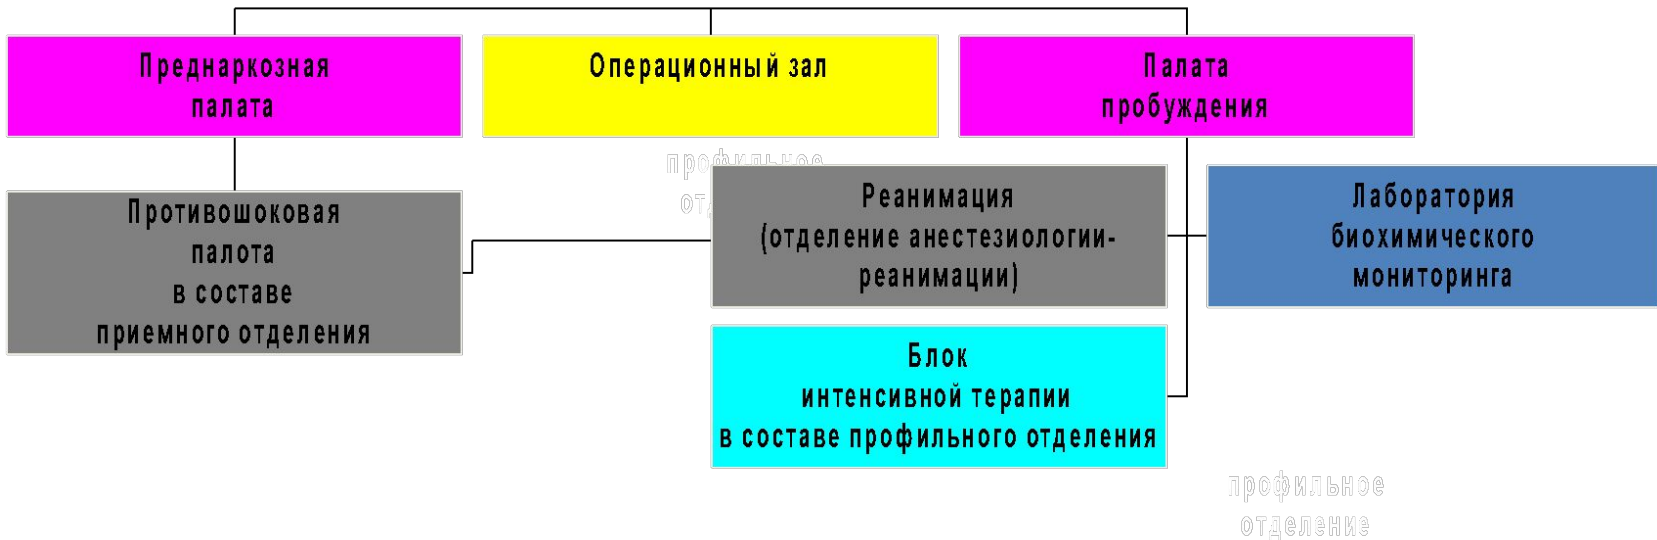 Преднаркозная
палата
Операционный зал
Палата
пробуждения
профильное
Противошоковая
палота
в составе
приемного отделения
Реанимация
(отделение анестезиологии-
реанимации)
Лаборатория
биохимического
мониторинга
Блок
интенсивной терапии
в составе профильного отделения
профильное
отделение